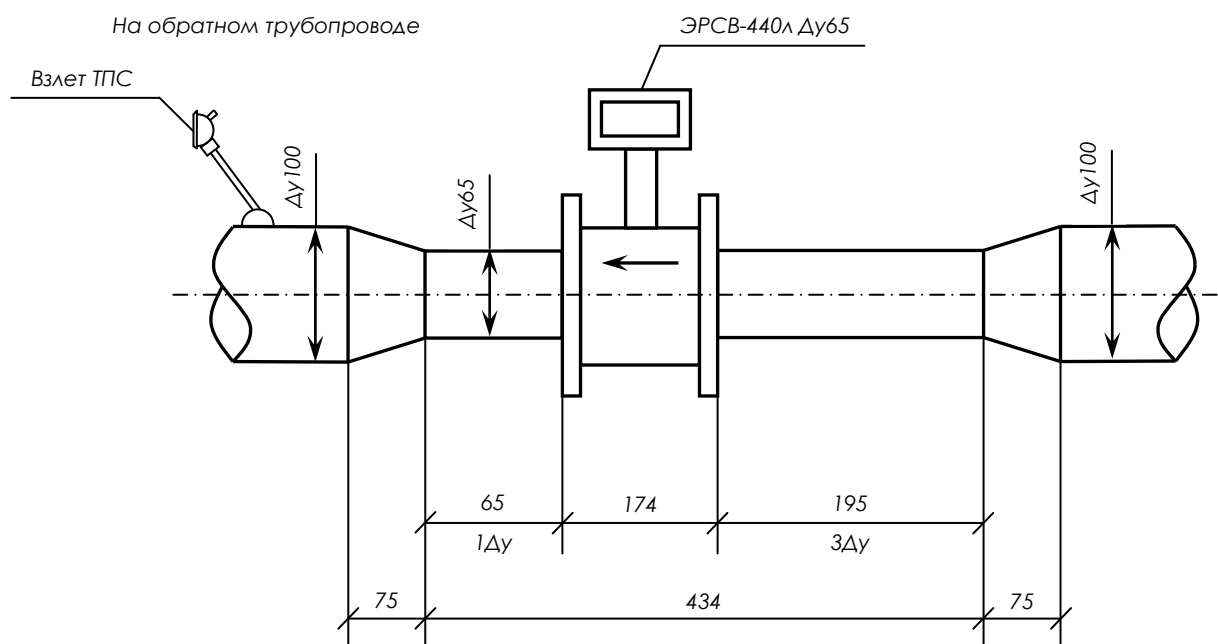 На обратном трубопроводе
ЭРСВ-440л Ду65
Взлет ТПС
Ду100
Ду65
Ду100
65
174
195
1Ду
3Ду
75
434
75